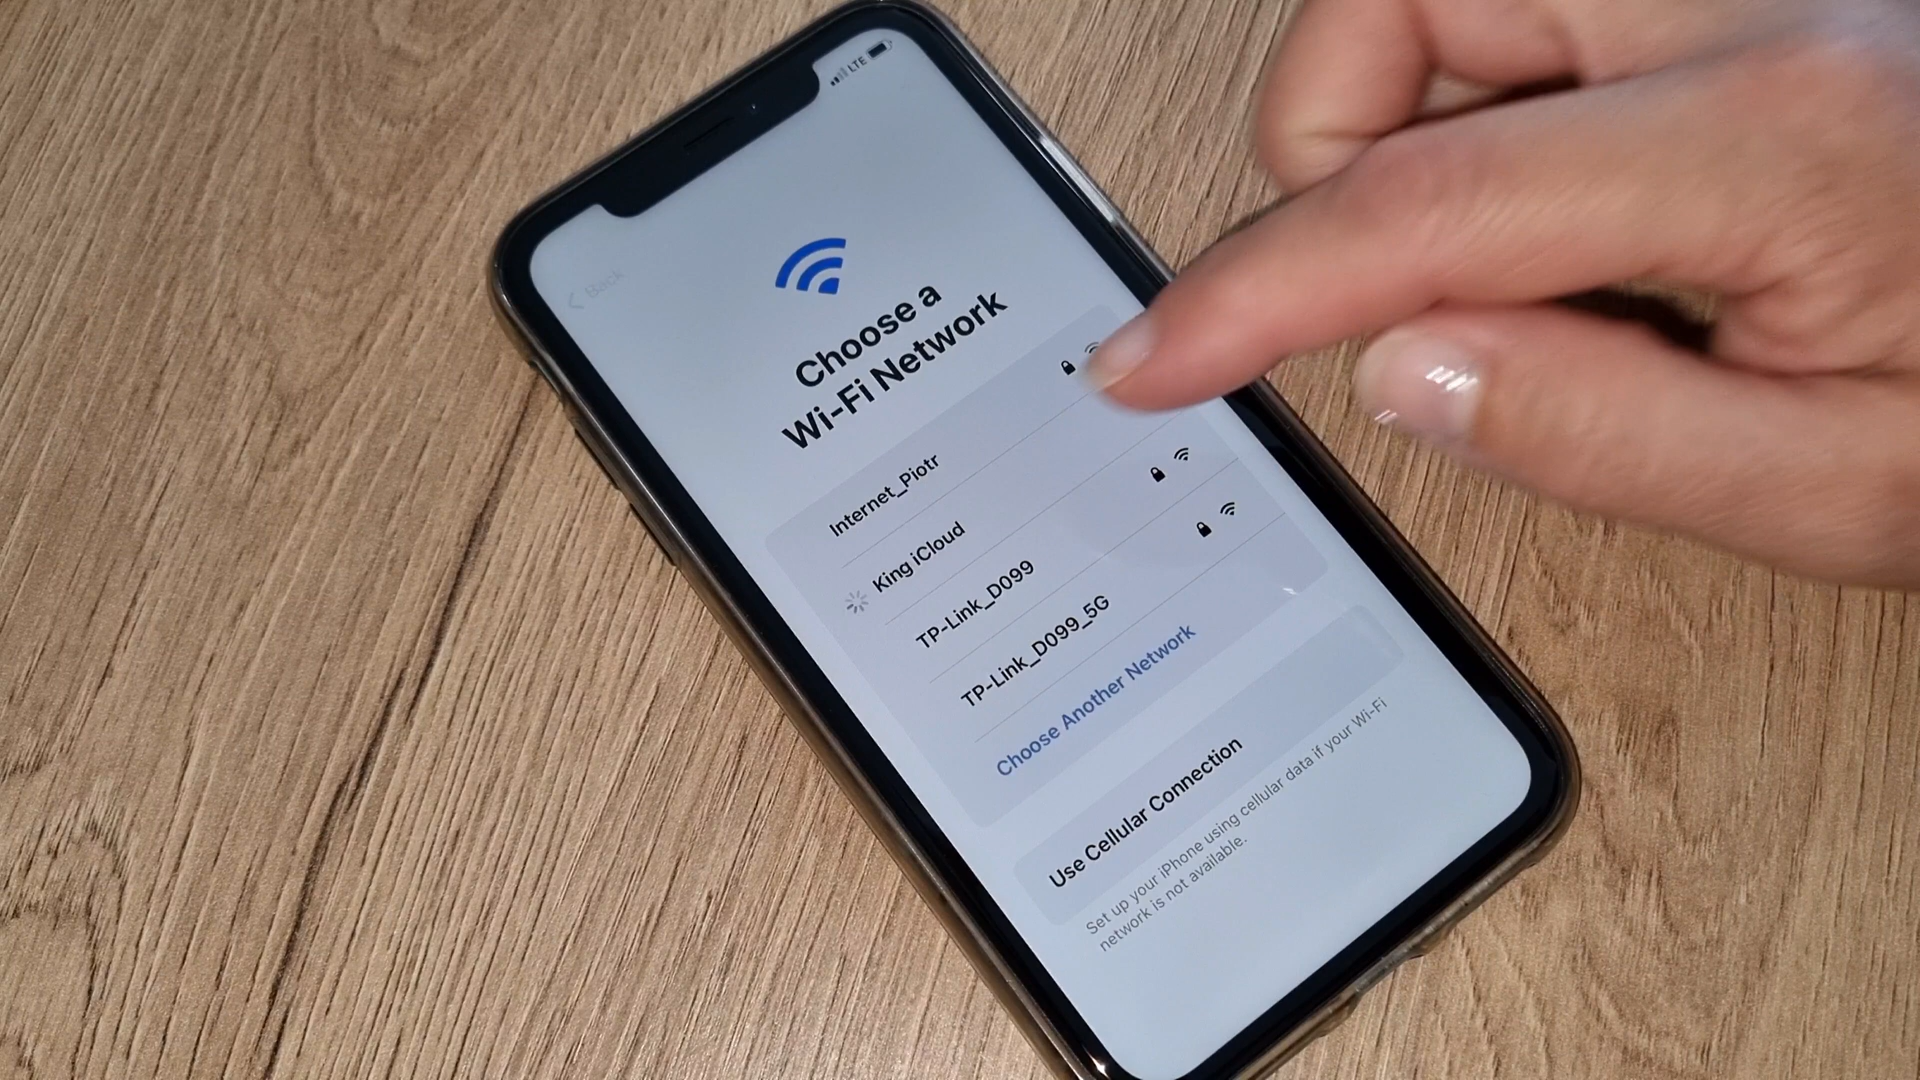 LTE
Back
Choose a
Wi-Fi Network
Internet_Piotr
King iCloud
TP-Link_D099
TP-Link_D099_5G
Choose Another Network
Use Cellular Connection
Set up your iPhone using cellular data if your Wi-Fi
network is not available.